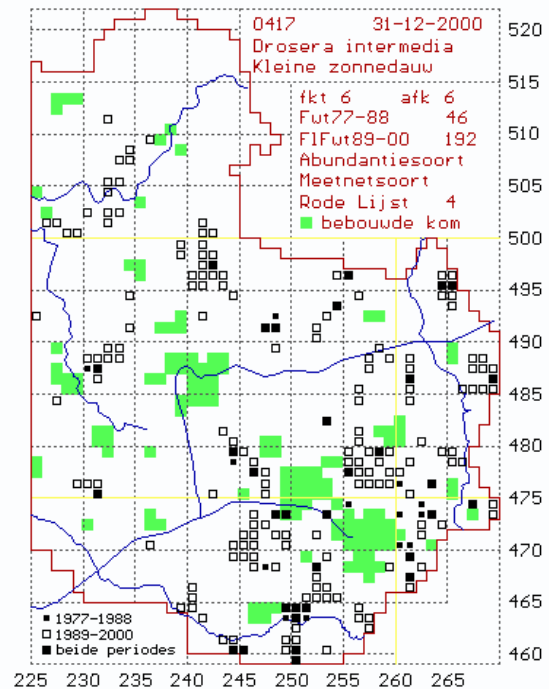 0417 31-12-2000
Drosera intermedia
Kleine zonnedauw
fkt 6 afk 6
Fwt77-88 46
FlFwt89-00 192
Abundantiesoort
Meetnetsoort
Rode Lijst 4
bebouwde kom
520
515
510
505
500
495
490
485
480
475
470
465
460
1977-1988
1989-2000
beide periodes
225 230 235 240 245 250 255 260 265